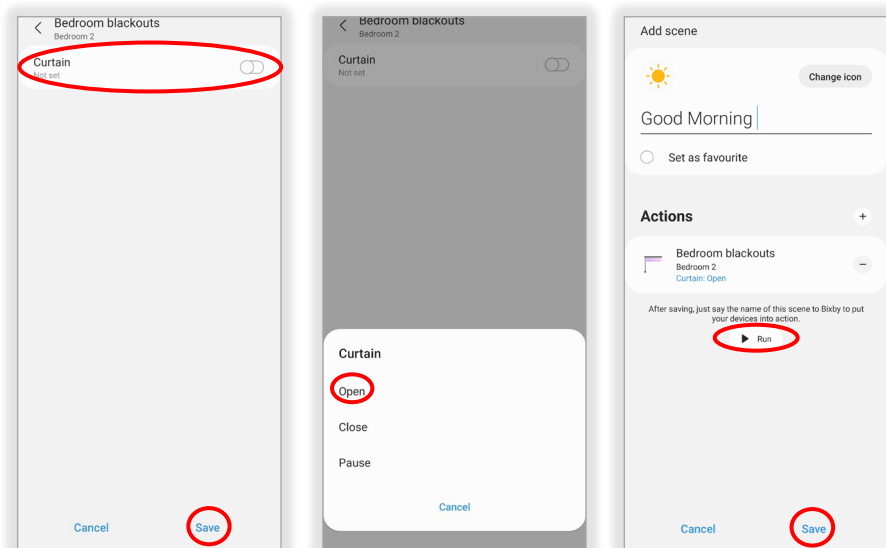 Bedroom blackouts
Bedroom 2
Curtain
Not set
Cancel
Save
Bedroom blackouts
Bedroom 2
Curtain
Not set
Curtain
Open
Close
Pause
Cancel
Add scene
Change icon
Good Morning
Set as favourite
Actions
Bedroom blackouts
Bedroom 2
Curtain: Open
After saving, just say the name of this scene to Bixby to put
your devices into action.
Run
Cancel
Save